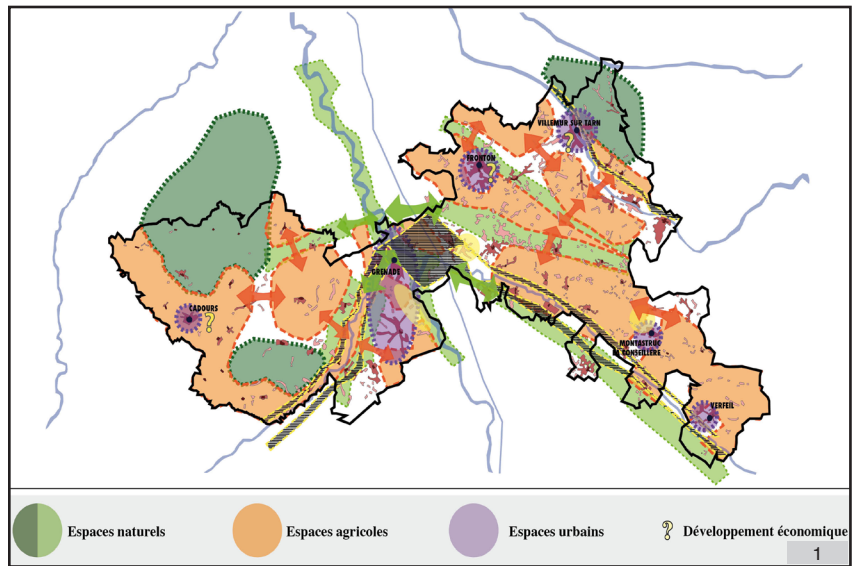 VILLEMUR SUR TARN
?
FRONTON
?
GRENADE
CADOURS
?
MONTASTRUC
LA CONSEILLERE
VERFEIL
Espaces naturels
Espaces agricoles
Espaces urbains
? Développement économique
1